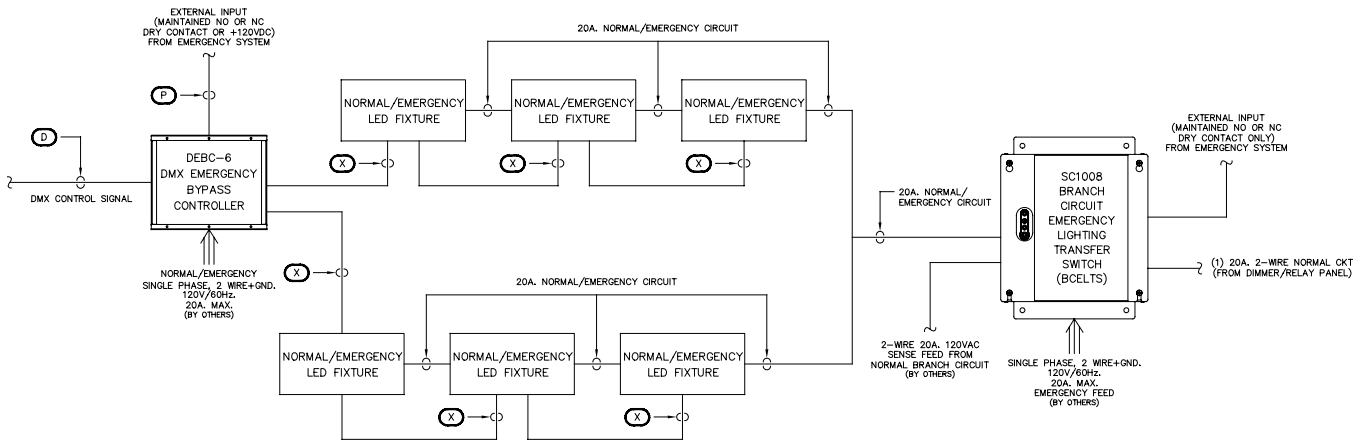 EXTERNAL INPUT
(MAINTAINED NO OR NC
DRY CONTACT OR +120VDC)
FROM EMERGENCY SYSTEM
P
D
DMX CONTROL SIGNAL
DEBC-6
DMX EMERGENCY
BYPASS
CONTROLLER
NORMAL/EMERGENCY
SINGLE PHASE, 2 WIRE+GND.
120V/60Hz.
20A. MAX.
(BY OTHERS)
20A. NORMAL/EMERGENCY CIRCUIT
NORMAL/EMERGENCY
LED FIXTURE
NORMAL/EMERGENCY
LED FIXTURE
NORMAL/EMERGENCY
LED FIXTURE
X
X
X
X
20A. NORMAL/EMERGENCY CIRCUIT
NORMAL/EMERGENCY
LED FIXTURE
NORMAL/EMERGENCY
LED FIXTURE
NORMAL/EMERGENCY
LED FIXTURE
X
X
20A. NORMAL/
EMERGENCY CIRCUIT
2-WIRE 20A. 120VAC
SENSE FEED FROM
NORMAL BRANCH CIRCUIT
(BY OTHERS)
SC1008
BRANCH
CIRCUIT
EMERGENCY
LIGHTING
TRANSFER
SWITCH
(BCELTS)
SINGLE PHASE, 2 WIRE+GND.
120V/60Hz.
20A. MAX.
EMERGENCY FEED
(BY OTHERS)
EXTERNAL INPUT
(MAINTAINED NO OR NC
DRY CONTACT ONLY)
FROM EMERGENCY SYSTEM
(1) 20A. 2-WIRE NORMAL CKT
(FROM DIMMER/RELAY PANEL)